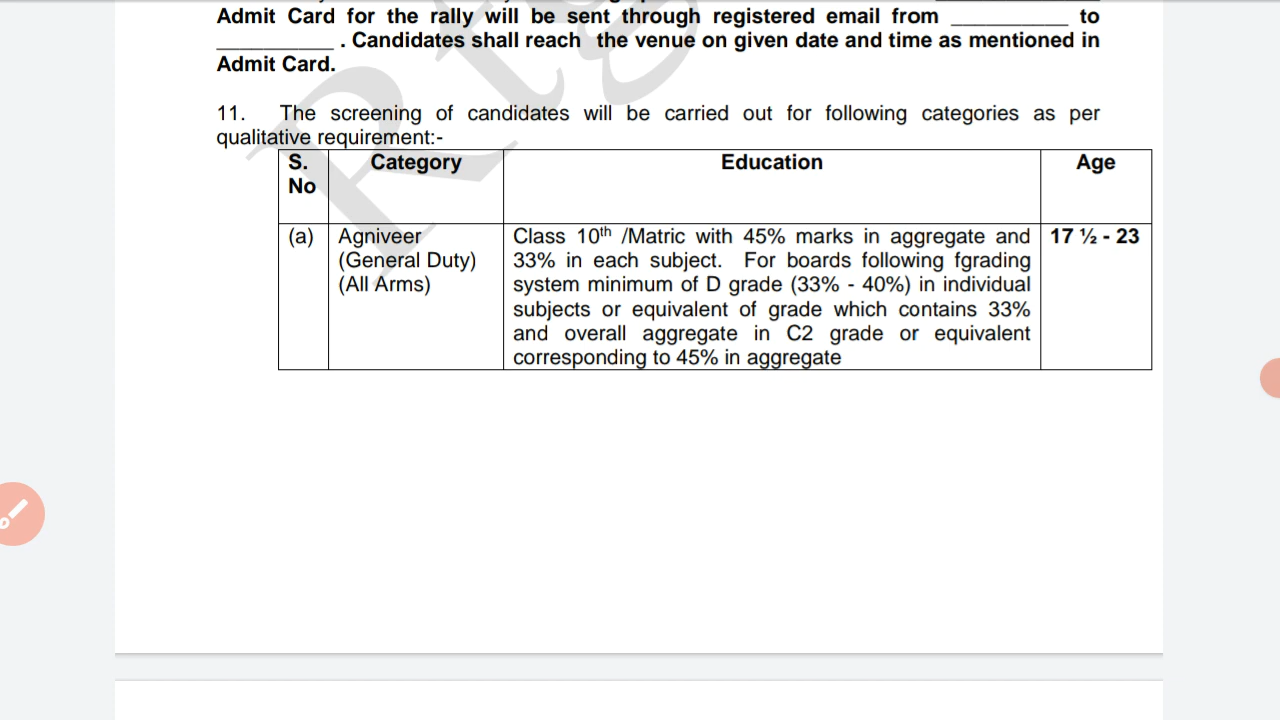 Admit Card for the rally will be sent through registered email from __________ to
__________ . Candidates shall reach the venue on given date and time as mentioned in
Admit Card.
11. The screening of candidates will be carried out for following categories as per
qualitative requirement:-
S. No
Category
Education
Age
(a)
Agniveer
(General Duty)
(All Arms)
Class 10th /Matric with 45% marks in aggregate and
33% in each subject. For boards following fgrading
system minimum of D grade (33% - 40%) in individual
subjects or equivalent of grade which contains 33%
and overall aggregate in C2 grade or equivalent
corresponding to 45% in aggregate
17 ½ - 23